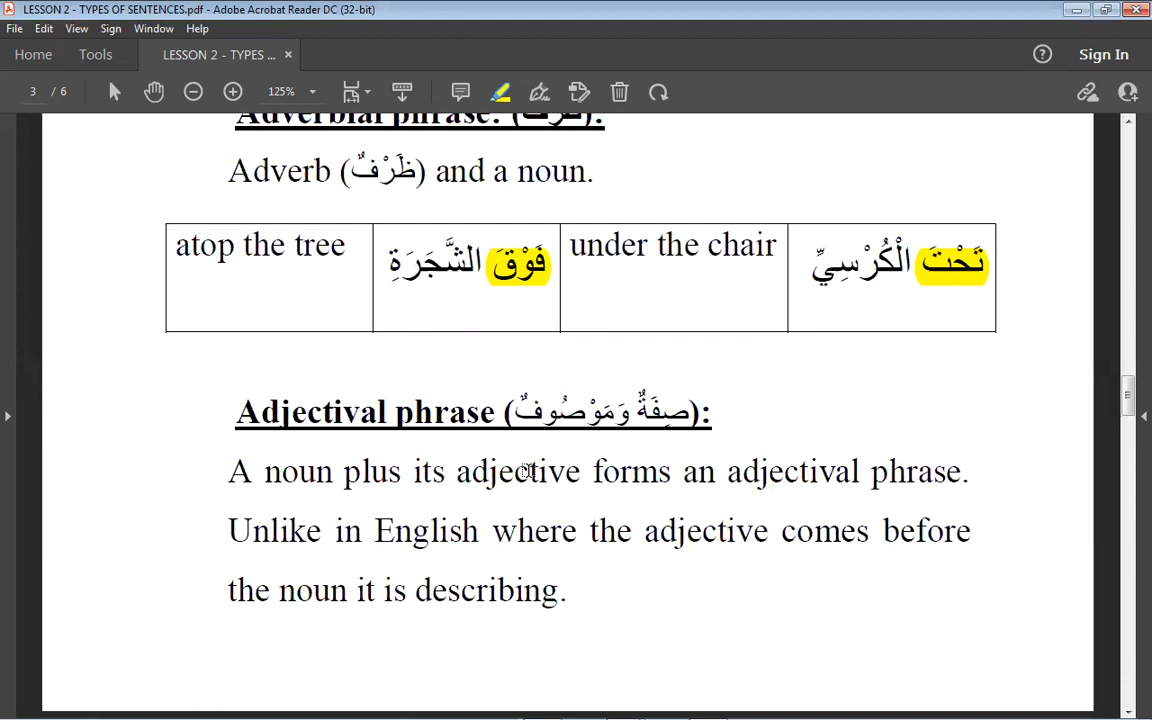 LESSON 2 - TYPES OF SENTENCES.pdf - Adobe Acrobat Reader DC (32-bit)
File Edit View Sign Window Help
Home Tools LESSON 2 - TYPES ... × Sign In
3 / 6 125%
Adverbial phrase: (ظَرْفٌ):
Adverb (ظَرْفٌ) and a noun.
atop the tree فَوْقَ الشَّجَرَةِ under the chair تَحْتَ الْكُرْسِيِّ
Adjectival phrase (صِفَةٌ وَمَوْصُوفٌ):
A noun plus its adjective forms an adjectival phrase.
Unlike in English where the adjective comes before
the noun it is describing.